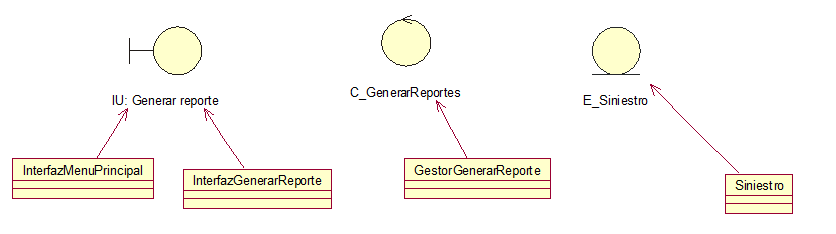 IU: Generar reporte
C_GenerarReportes
E_Siniestro
InterfazMenuPrincipal
InterfazGenerarReporte
GestorGenerarReporte
Siniestro